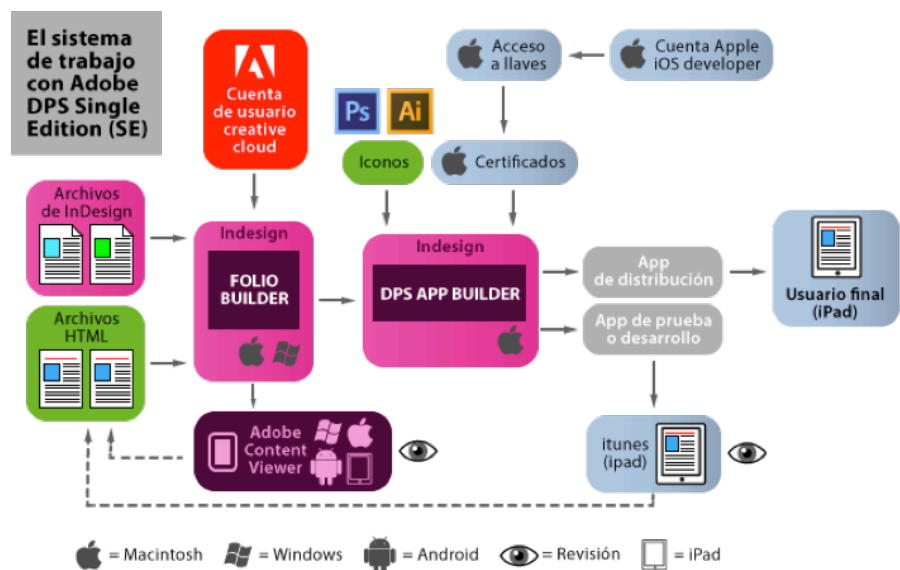 El sistema
de trabajo
con Adobe
DPS Single
Edition (SE)
Cuenta
de usuario
creative
cloud
Acceso
a llaves
Cuenta Apple
iOS developer
Ps
Ai
Iconos
Certificados
Archivos
de InDesign
Archivos
HTML
Indesign
FOLIO
BUILDER
Indesign
DPS APP BUILDER
App
de distribución
App de prueba
o desarrollo
Usuario final
(iPad)
Adobe
Content
Viewer
itunes
(ipad)
= Macintosh
= Windows
= Android
= Revisión
= iPad